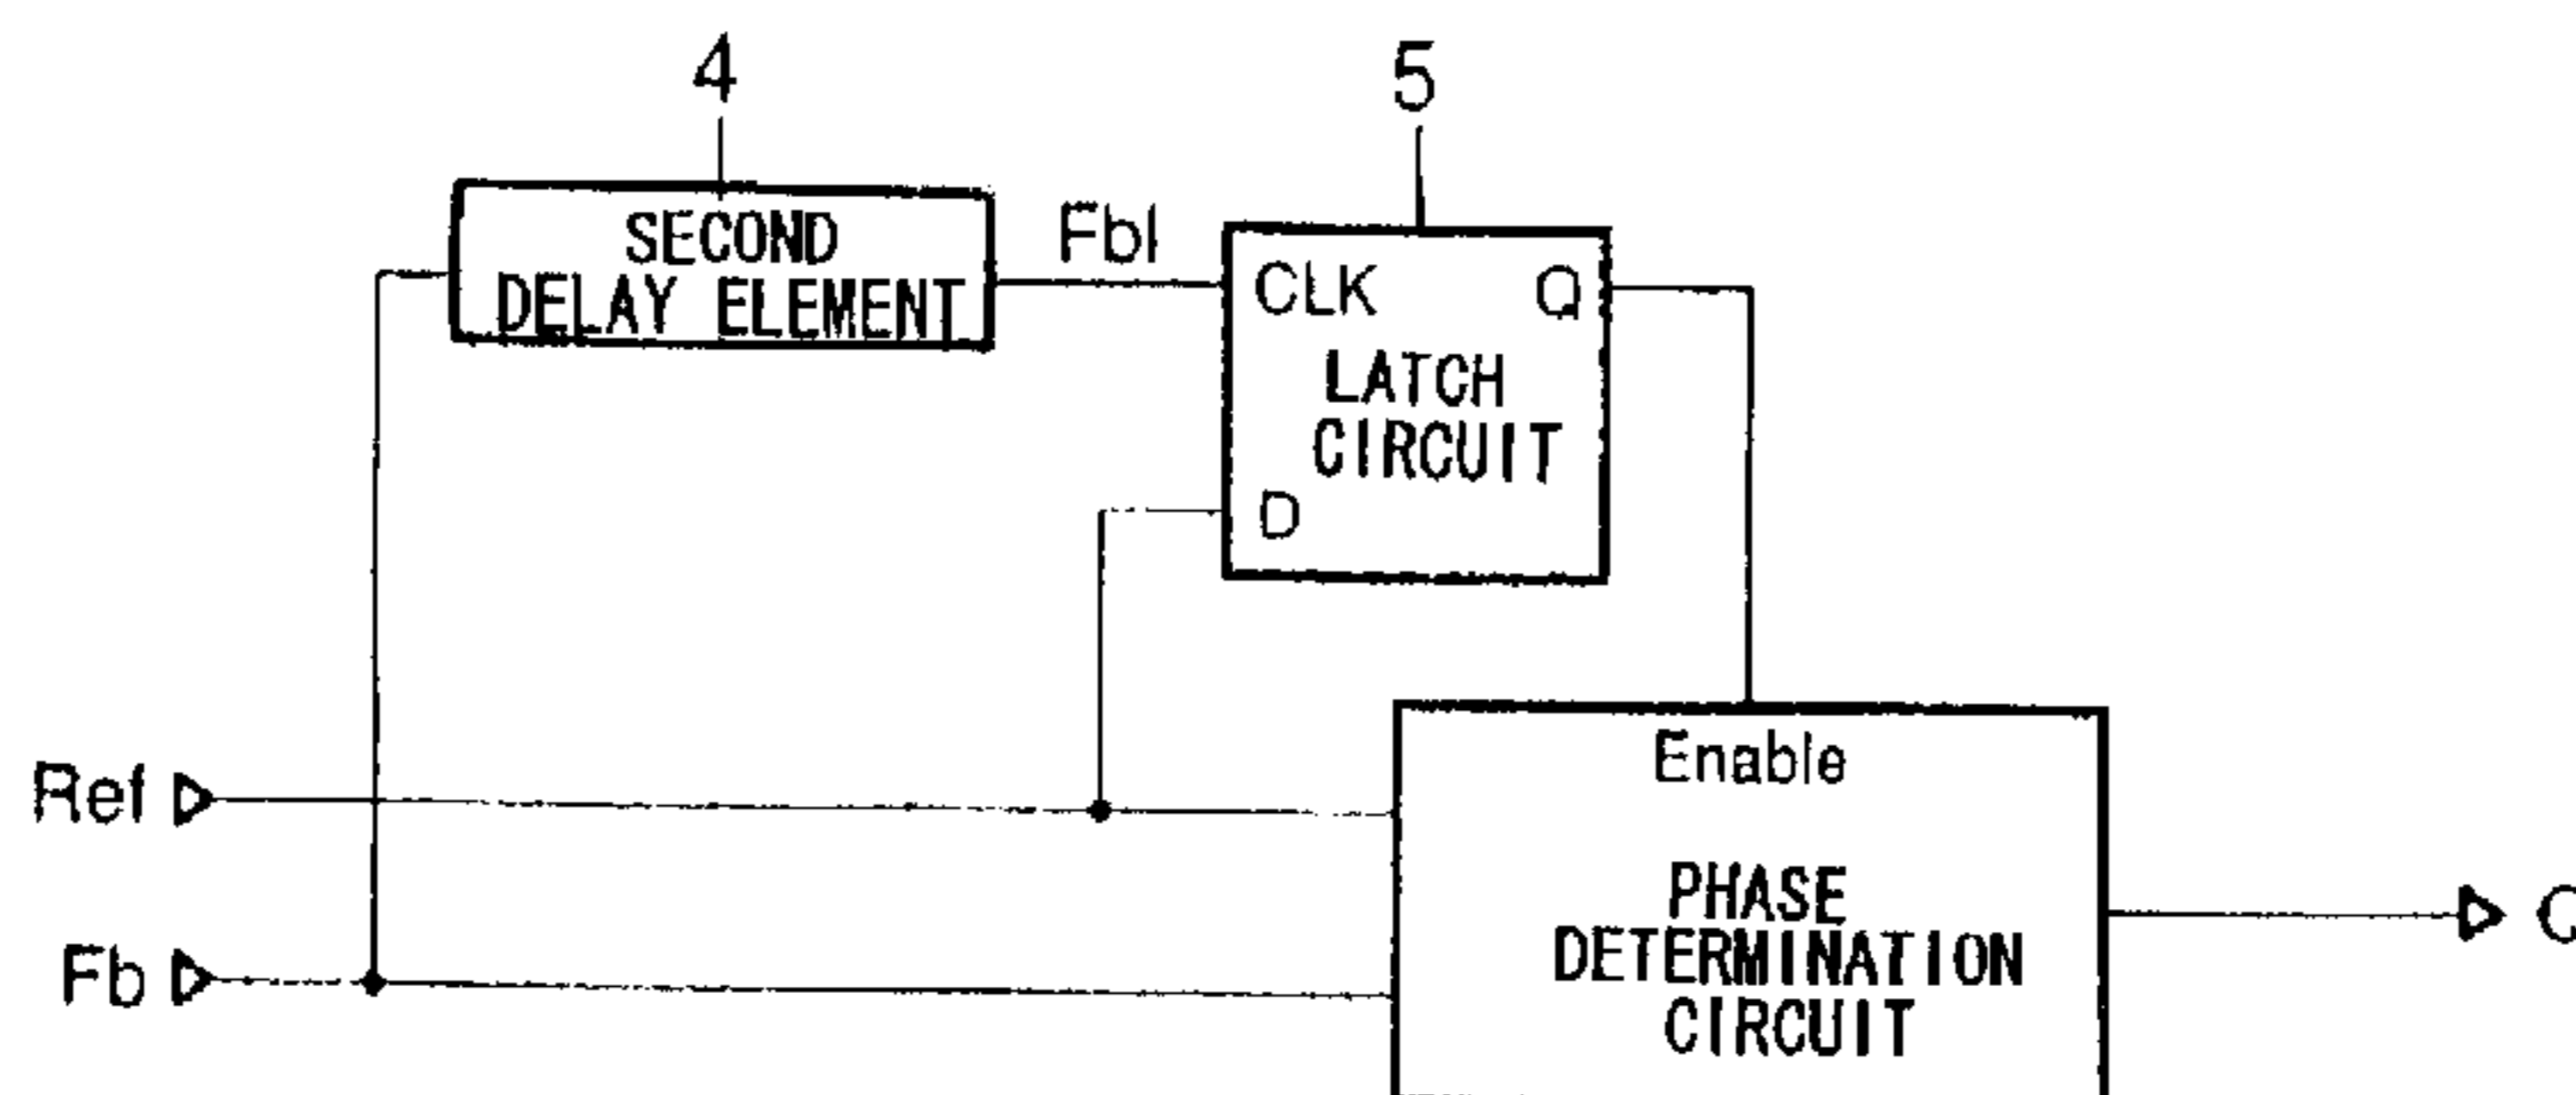 4
5
SECOND
DELAY ELEMENT
Fbl
CLK
Q
LATCH
CIRCUIT
D
Enable
Ref
PHASE
DETERMINATION
CIRCUIT
Fb